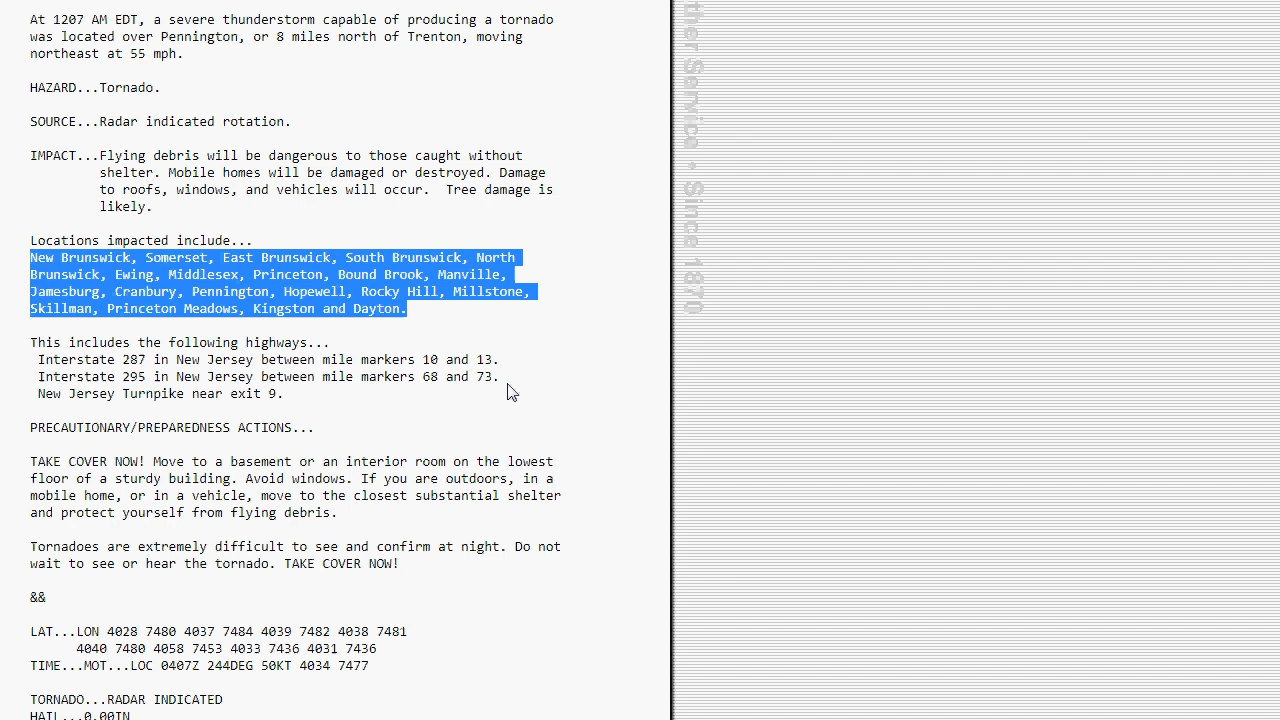 At 1207 AM EDT, a severe thunderstorm capable of producing a tornado
was located over Pennington, or 8 miles north of Trenton, moving
northeast at 55 mph.
HAZARD...Tornado.
SOURCE...Radar indicated rotation.
IMPACT...Flying debris will be dangerous to those caught without
shelter. Mobile homes will be damaged or destroyed. Damage
to roofs, windows, and vehicles will occur.  Tree damage is
likely.
Locations impacted include...
New Brunswick, Somerset, East Brunswick, South Brunswick, North
Brunswick, Ewing, Middlesex, Princeton, Bound Brook, Manville,
Jamesburg, Cranbury, Pennington, Hopewell, Rocky Hill, Millstone,
Skillman, Princeton Meadows, Kingston and Dayton.
This includes the following highways...
Interstate 287 in New Jersey between mile markers 10 and 13.
Interstate 295 in New Jersey between mile markers 68 and 73.
New Jersey Turnpike near exit 9.
PRECAUTIONARY/PREPAREDNESS ACTIONS...
TAKE COVER NOW! Move to a basement or an interior room on the lowest
floor of a sturdy building. Avoid windows. If you are outdoors, in a
mobile home, or in a vehicle, move to the closest substantial shelter
and protect yourself from flying debris.
Tornadoes are extremely difficult to see and confirm at night. Do not
wait to see or hear the tornado. TAKE COVER NOW!
&&
LAT...LON 4028 7480 4037 7484 4039 7482 4038 7481
4040 7480 4058 7453 4033 7436 4031 7436
TIME...MOT...LOC 0407Z 244DEG 50KT 4034 7477
TORNADO...RADAR INDICATED
HAIL...0.00IN
Service • Since 1870